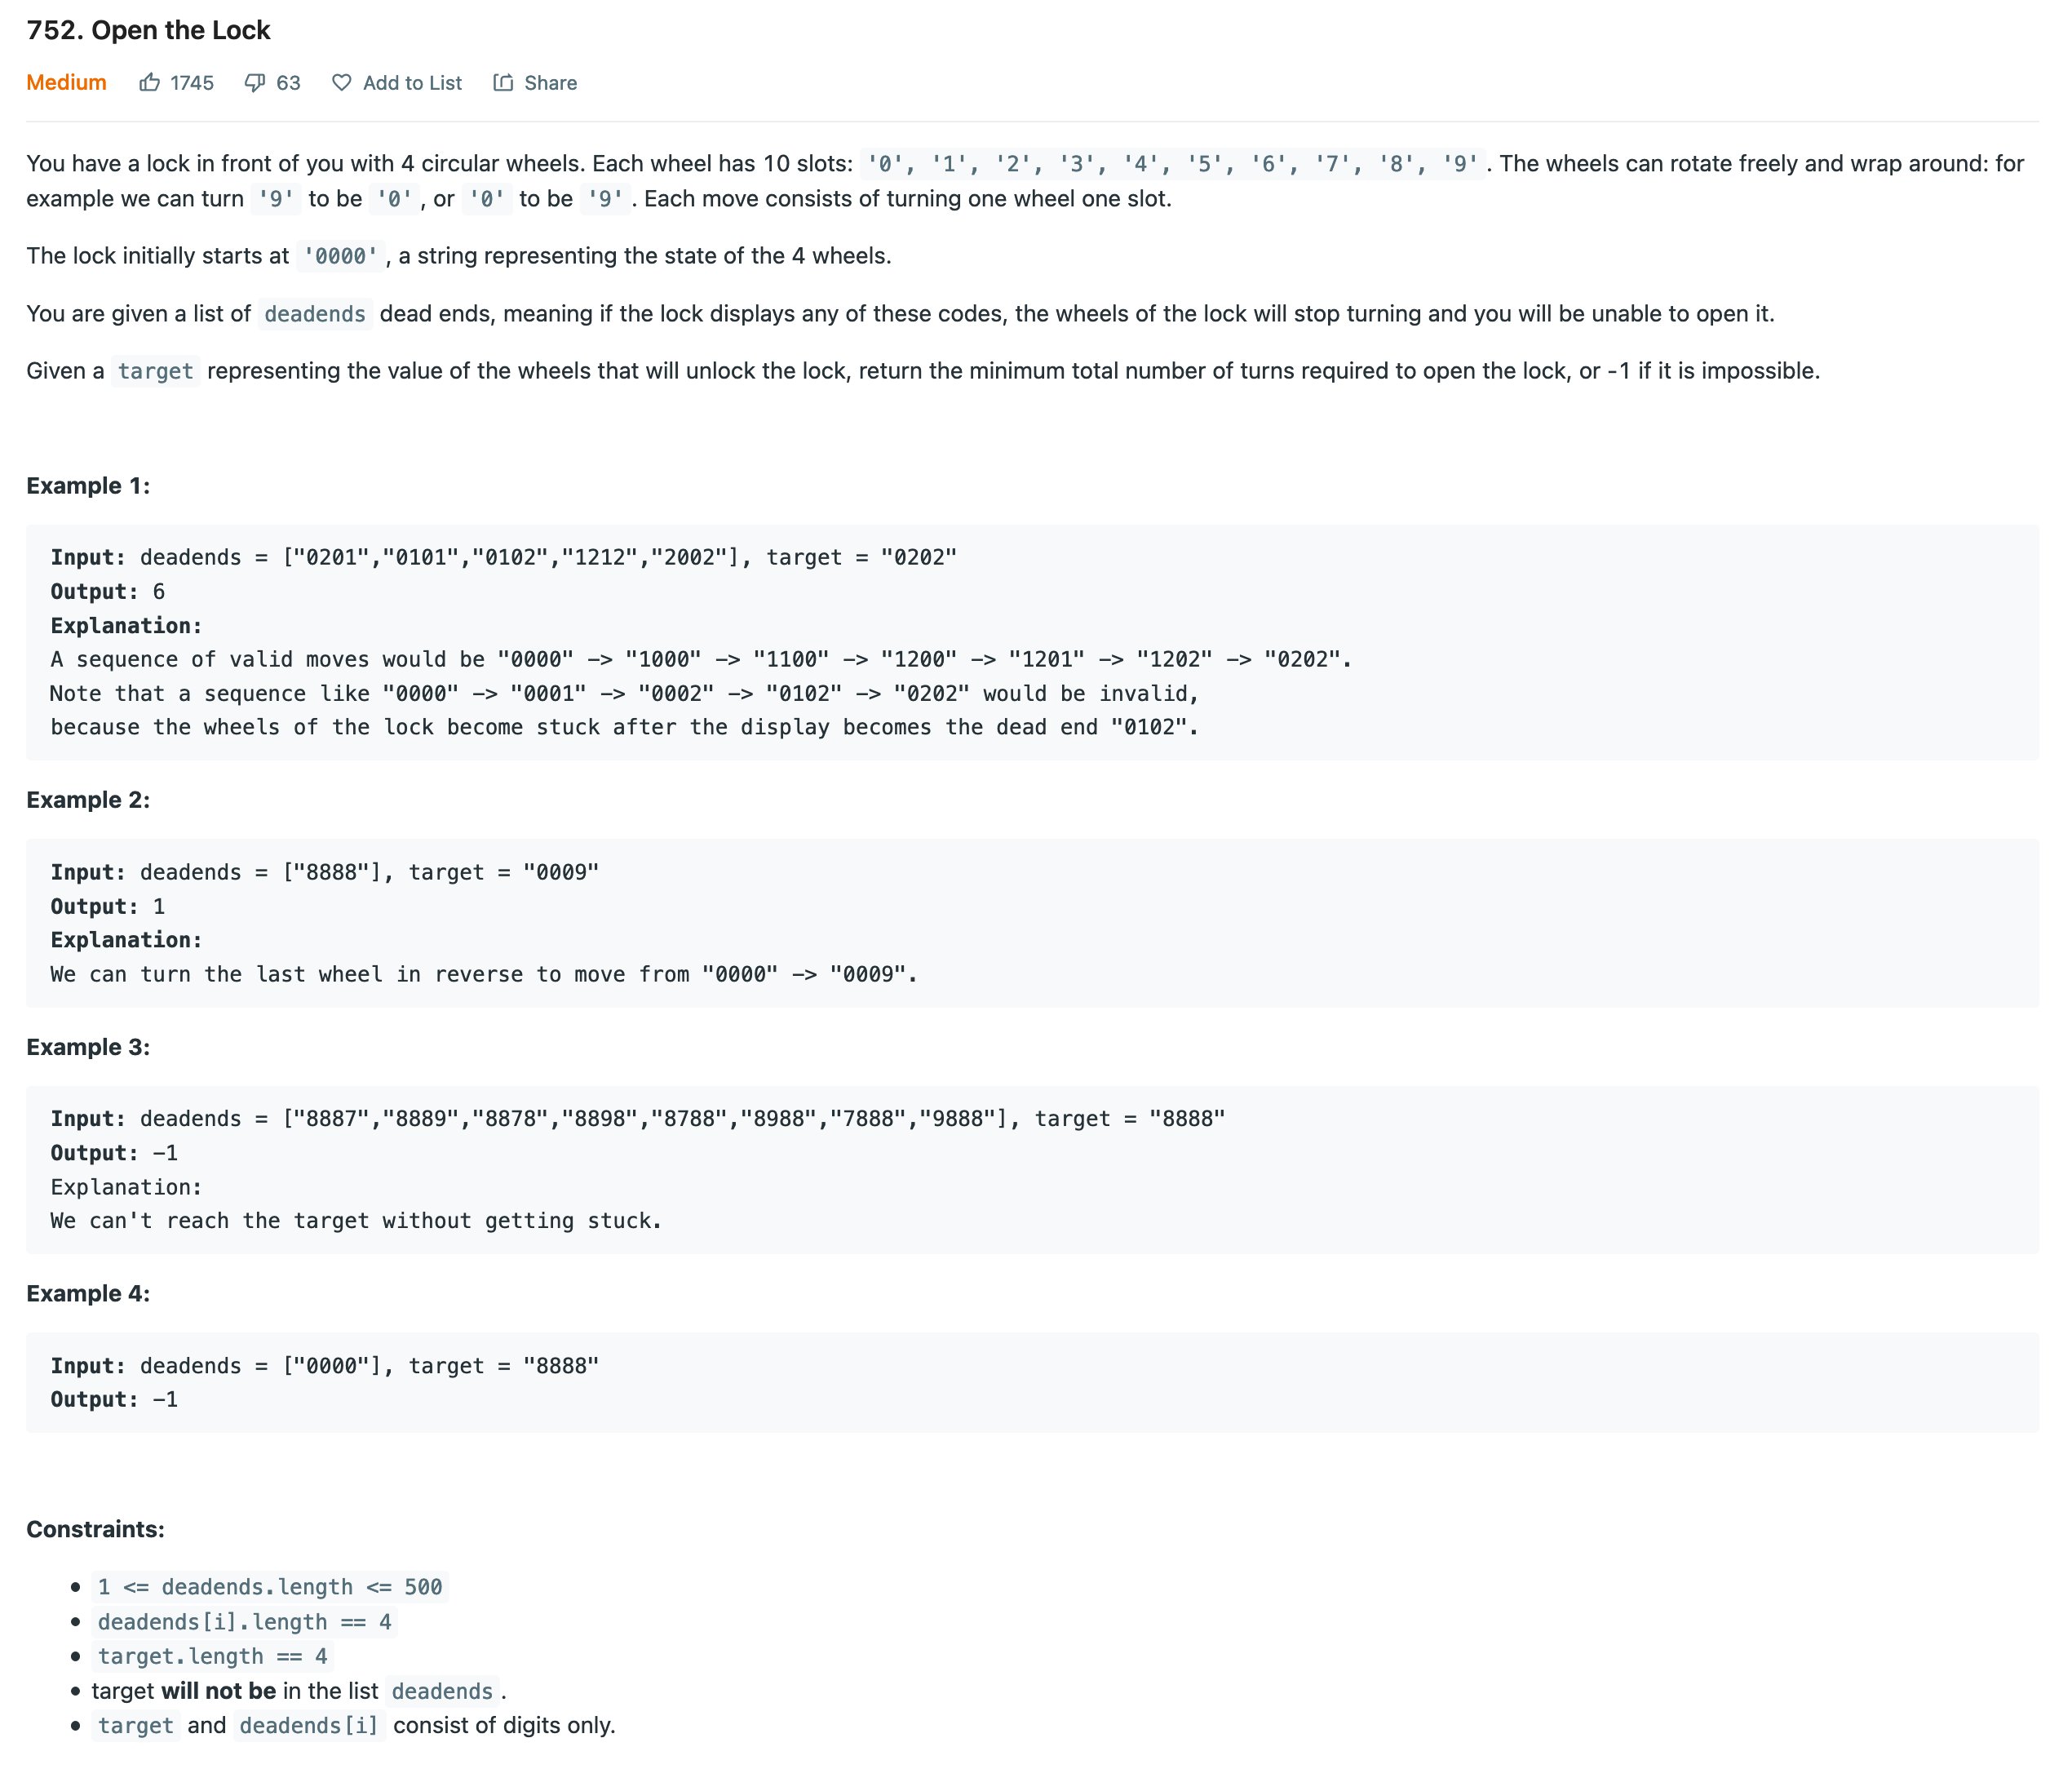 752. Open the Lock
Medium 1745 63 Add to List Share
You have a lock in front of you with 4 circular wheels. Each wheel has 10 slots: '0', '1', '2', '3', '4', '5', '6', '7', '8', '9'. The wheels can rotate freely and wrap around: for
example we can turn '9' to be '0', or '0' to be '9'. Each move consists of turning one wheel one slot.
The lock initially starts at '0000', a string representing the state of the 4 wheels.
You are given a list of deadends dead ends, meaning if the lock displays any of these codes, the wheels of the lock will stop turning and you will be unable to open it.
Given a target representing the value of the wheels that will unlock the lock, return the minimum total number of turns required to open the lock, or -1 if it is impossible.
Example 1:
Input: deadends = ["0201","0101","0102","1212","2002"], target = "0202"
Output: 6
Explanation:
A sequence of valid moves would be "0000" -> "1000" -> "1100" -> "1200" -> "1201" -> "1202" -> "0202".
Note that a sequence like "0000" -> "0001" -> "0002" -> "0102" -> "0202" would be invalid,
because the wheels of the lock become stuck after the display becomes the dead end "0102".
Example 2:
Input: deadends = ["8888"], target = "0009"
Output: 1
Explanation:
We can turn the last wheel in reverse to move from "0000" -> "0009".
Example 3:
Input: deadends = ["8887","8889","8878","8898","8788","8988","7888","9888"], target = "8888"
Output: -1
Explanation:
We can't reach the target without getting stuck.
Example 4:
Input: deadends = ["0000"], target = "8888"
Output: -1
Constraints:
• 1 <= deadends.length <= 500
• deadends[i].length == 4
• target.length == 4
• target will not be in the list deadends.
• target and deadends[i] consist of digits only.